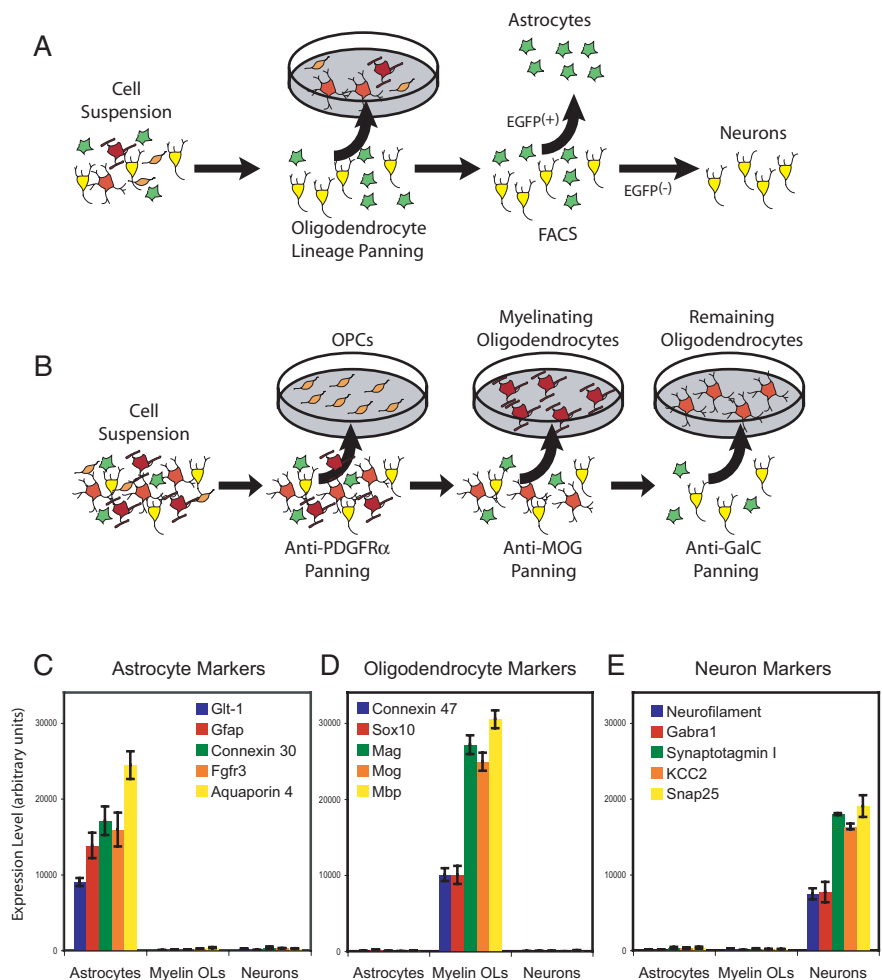 A
Cell
Suspension
Oligodendrocyte
Lineage Panning
Astrocytes
EGFP(+)
FACS
EGFP(-)
Neurons
B
Cell
Suspension
OPCs
Anti-PDGFRα
Panning
Myelinating
Oligodendrocytes
Anti-MOG
Panning
Remaining
Oligodendrocytes
Anti-GalC
Panning
C
Astrocyte Markers
Expression Level (arbitrary units)
30000
20000
10000
0
Glt-1
Gfap
Connexin 30
Fgfr3
Aquaporin 4
Astrocytes Myelin OLs Neurons
D
Oligodendrocyte Markers
30000
20000
10000
0
Connexin 47
Sox10
Mag
Mog
Mbp
Astrocytes Myelin OLs Neurons
E
Neuron Markers
30000
20000
10000
0
Neurofilament
Gabra1
Synaptotagmin I
KCC2
Snap25
Astrocytes Myelin OLs Neurons